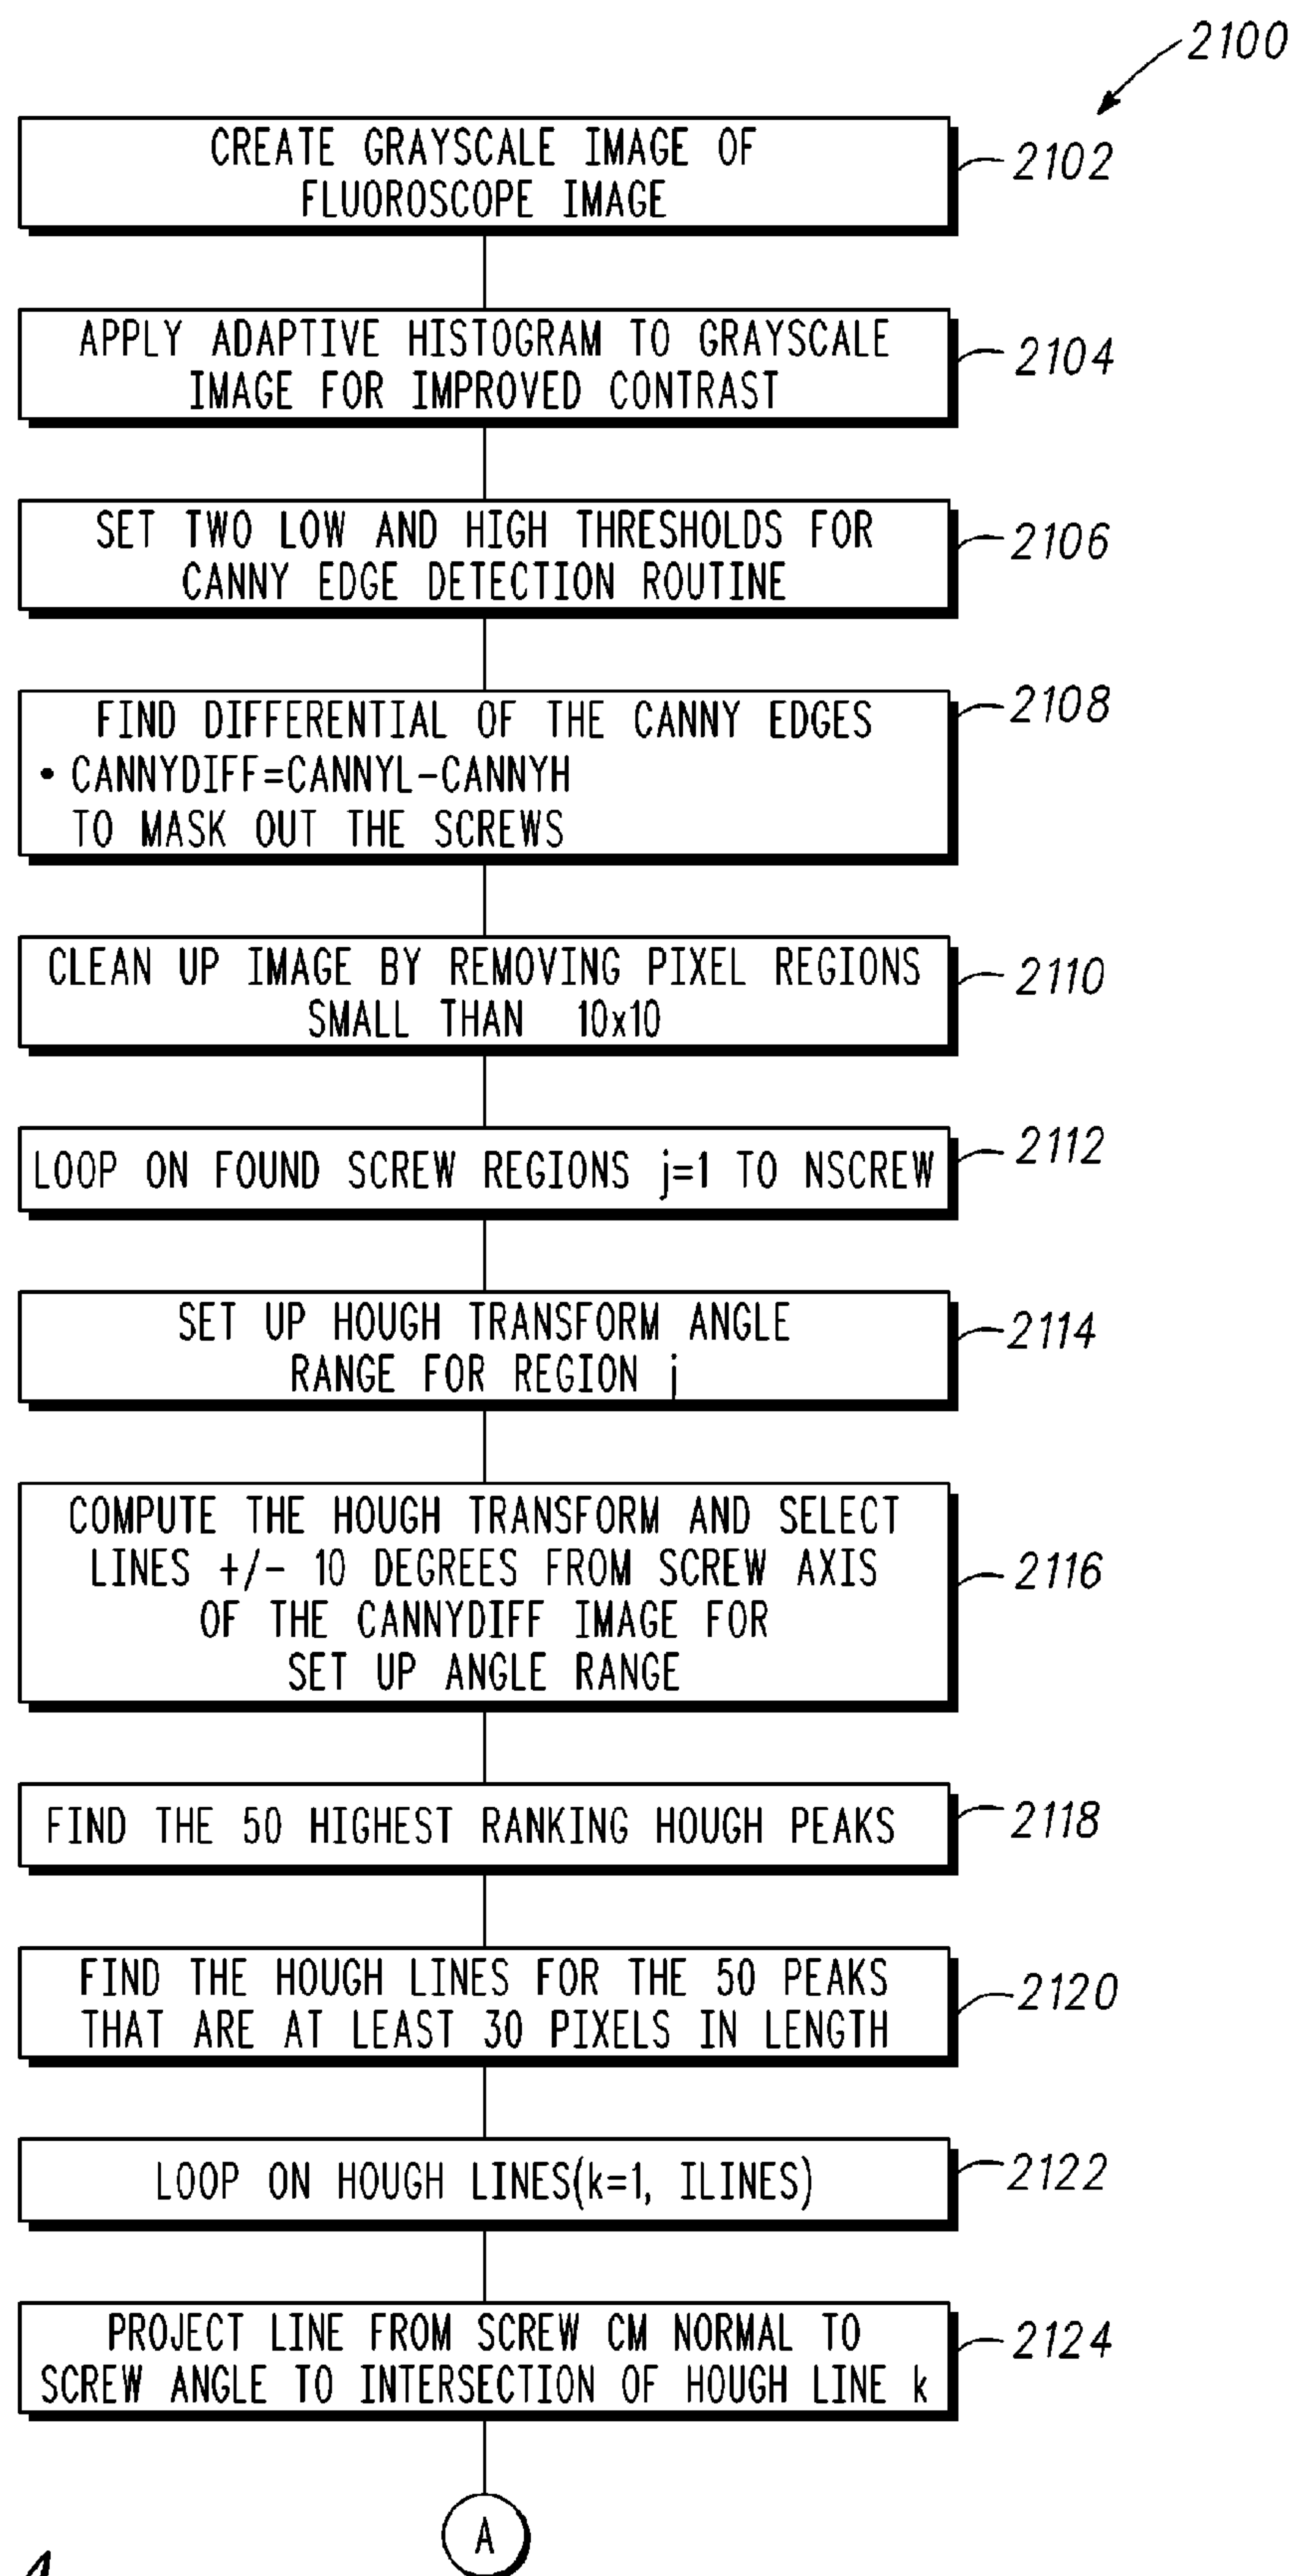 2100
CREATE GRAYSCALE IMAGE OF
FLUOROSCOPE IMAGE
2102
APPLY ADAPTIVE HISTOGRAM TO GRAYSCALE
IMAGE FOR IMPROVED CONTRAST
2104
SET TWO LOW AND HIGH THRESHOLDS FOR
CANNY EDGE DETECTION ROUTINE
2106
FIND DIFFERENTIAL OF THE CANNY EDGES
• CANNYDIFF=CANNYL-CANNYH
TO MASK OUT THE SCREWS
2108
CLEAN UP IMAGE BY REMOVING PIXEL REGIONS
SMALL THAN 10x10
2110
LOOP ON FOUND SCREW REGIONS j=1 TO NSCREW
2112
SET UP HOUGH TRANSFORM ANGLE
RANGE FOR REGION j
2114
COMPUTE THE HOUGH TRANSFORM AND SELECT
LINES +/- 10 DEGREES FROM SCREW AXIS
OF THE CANNYDIFF IMAGE FOR
SET UP ANGLE RANGE
2116
FIND THE 50 HIGHEST RANKING HOUGH PEAKS
2118
FIND THE HOUGH LINES FOR THE 50 PEAKS
THAT ARE AT LEAST 30 PIXELS IN LENGTH
2120
LOOP ON HOUGH LINES(k=1, ILINES)
2122
PROJECT LINE FROM SCREW CM NORMAL TO
SCREW ANGLE TO INTERSECTION OF HOUGH LINE k
2124
A